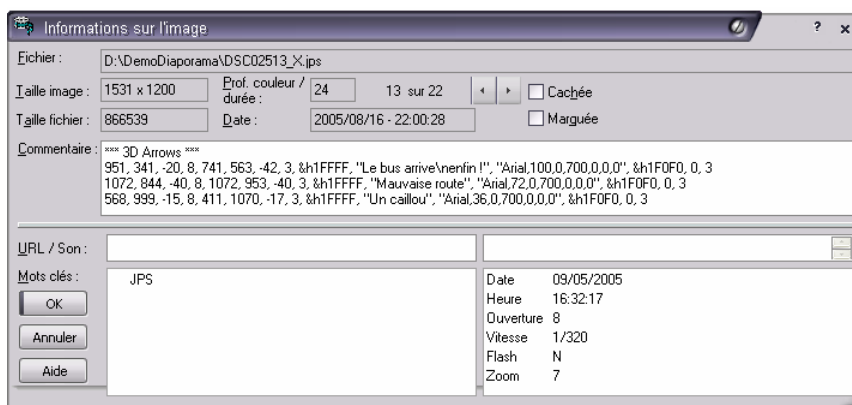 Informations sur l'image
Fichier : D:\DemoDiaporama\DSC02513_X.jps
Taille image : 1531 x 1200 Prof. couleur / durée : 24 13 sur 22 Cachée
Taille fichier : 866539 Date : 2005/08/16 - 22:00:28 Marquée
Commentaire : *** 3D Arrows ***
951, 341, -20, 8, 741, 563, -42, 3, &h1FFFF, "Le bus arrive\nenfin !", "Arial,100,0,700,0,0,0", &h1F0F0, 0, 3
1072, 844, -40, 8, 1072, 953, -40, 3, &h1FFFF, "Mauvaise route", "Arial,72,0,700,0,0,0", &h1F0F0, 0, 3
568, 999, -15, 8, 411, 1070, -17, 3, &h1FFFF, "Un caillou", "Arial,36,0,700,0,0,0", &h1F0F0, 0, 3
URL / Son :
Mots clés :
JPS
OK
Annuler
Aide
Date 09/05/2005
Heure 16:32:17
Ouverture 8
Vitesse 1/320
Flash N
Zoom 7